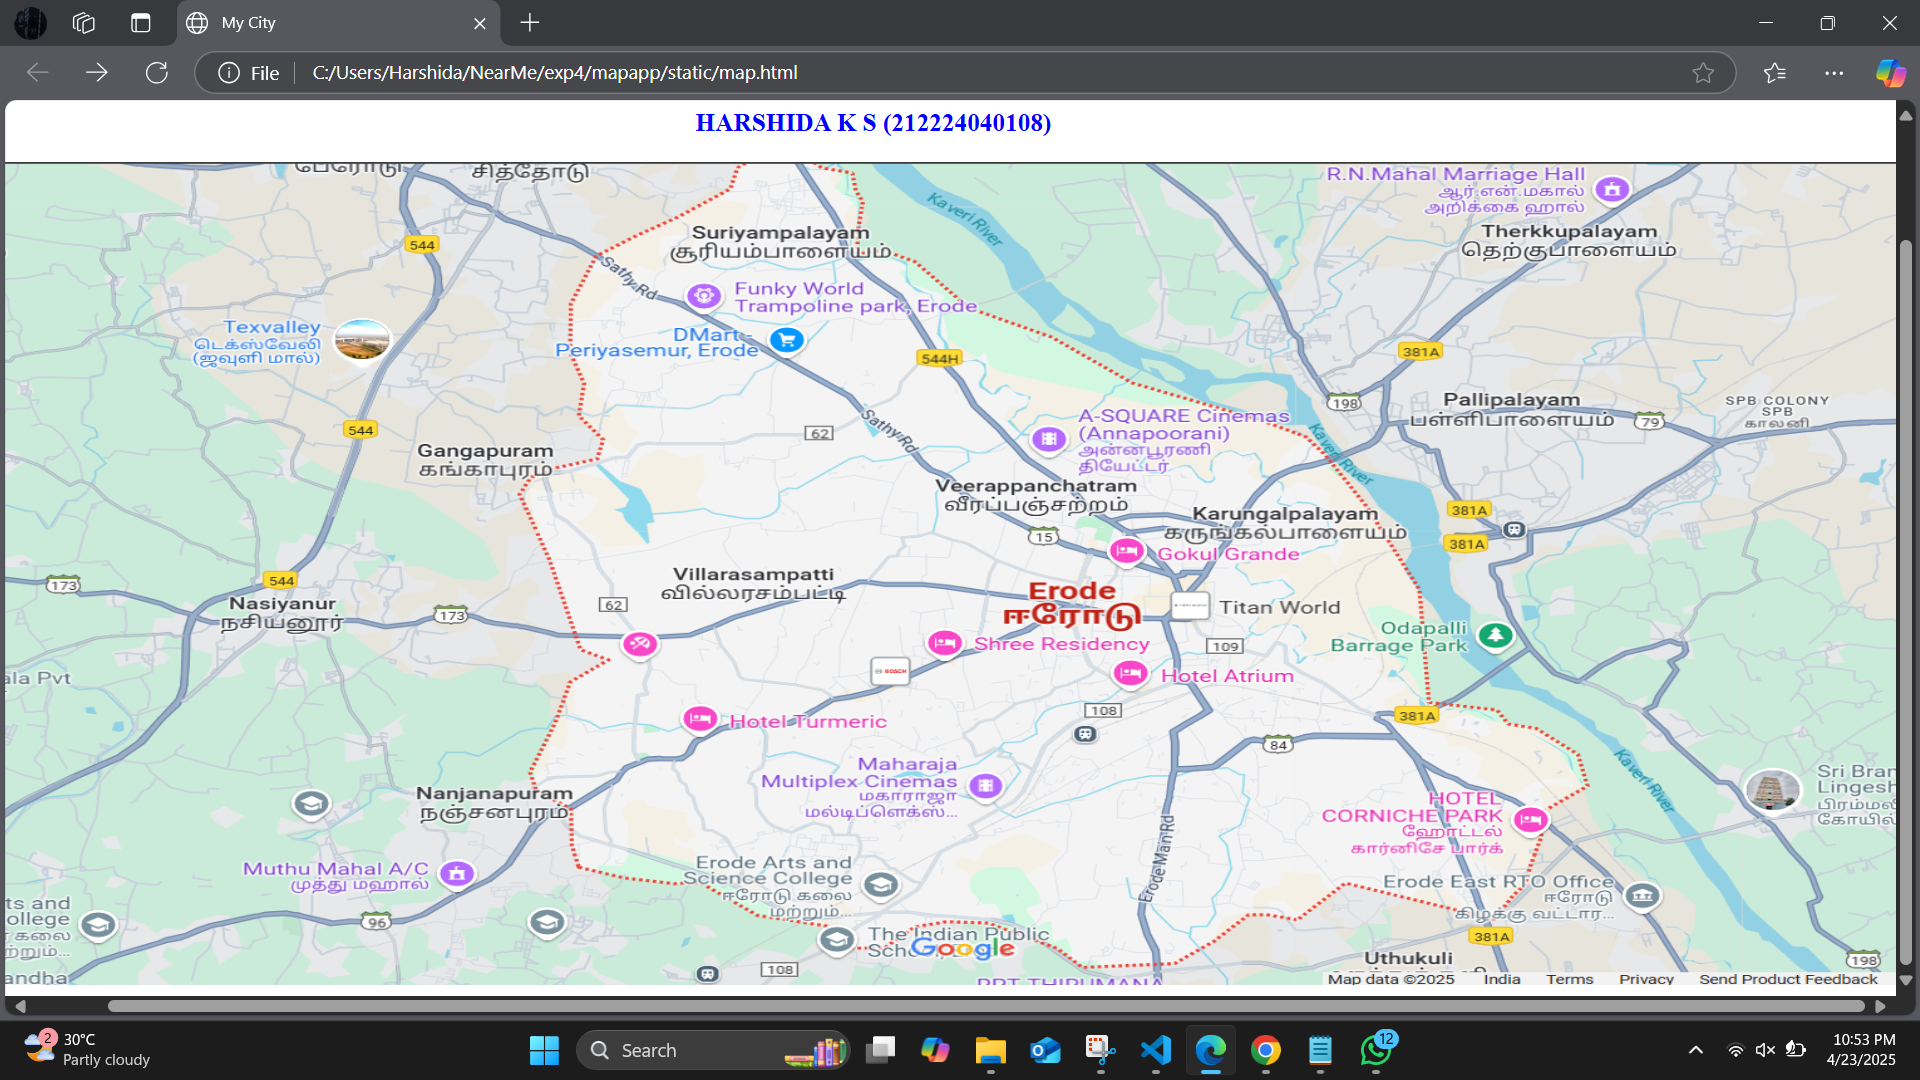 My City
File
C:/Users/Harshida/NearMe/exp4/mapapp/static/map.html
HARSHIDA K S (212224040108)
பேரோடு
சித்தோடு
Kaveri River
R.N.Mahal Marriage Hall
ஆர்.என்.மகால்
அறிக்கை ஹால்
544
Suriyampalayam
சூரியம்பாளையம்
Therkkupalayam
தெற்குபாளையம்
Sathy Rd
Funky World
Trampoline park, Erode
Texvalley
டெக்ஸ்வேலி
(ஜவுளி மால்)
DMart -
Periyasemur, Erode
544H
381A
198
Pallipalayam
பள்ளிபாளையம்
79
SPB COLONY
SPB
காலனி
544
62
Sathy Rd
A-SQUARE Cinemas
(Annapoorani)
அன்னபூரணி
தியேட்டர்
Kaveri River
Gangapuram
கங்காபுரம்
Veerappanchatram
வீரப்பஞ்சற்றம்
Karungalpalayam
கருங்கல்பாளையம்
381A
15
381A
Gokul Grande
173
544
Villarasampatti
வில்லரசம்பட்டி
Erode
ஈரோடு
62
Nasiyanur
நசியனூர்
173
Titan World
Shree Residency
109
Odapalli
Barrage Park
BOSCH
Hotel Atrium
ala Pvt
Hotel Turmeric
108
381A
84
Maharaja
Multiplex Cinemas
மகாராஜா
மல்டிப்ளெக்ஸ்...
Kaveri River
Sri Bran
Lingesh
பிரம்மலி
கோயில்
Nanjanapuram
நஞ்சனபுரம்
HOTEL
CORNICHE PARK
ஹோட்டல்
கார்னிசே பார்க்
Erode Main Rd
Muthu Mahal A/C
முத்து மஹால்
Erode Arts and
Science College
ஈரோடு கலை
மற்றும்...
Erode East RTO Office
ஈரோடு
கிழக்கு வட்டார...
ts and
ollege
கலை
ற்றும்...
96
The Indian Public
Google
381A
andha
108
Uthukuli
198
PRT THIRUMANA
Map data ©2025
India
Terms
Privacy
Send Product Feedback
2
30°C
Partly cloudy
Search
12
10:53 PM
4/23/2025